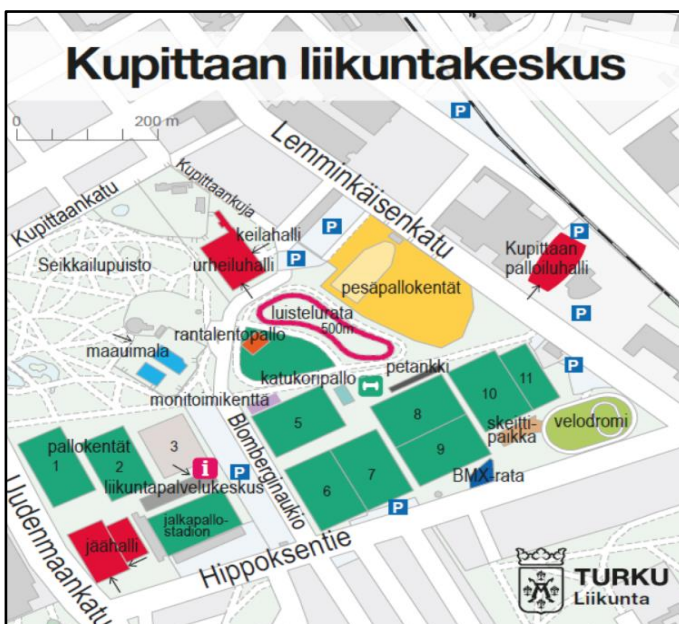 Kupittaan liikuntakeskus
0
200 m
P
Lemminkäisenkatu
Kupittaankuja
Kupittaankatu
keilahalli
P
P
Kupittaan
palloiluhalli
P
urheiluhalli
P
Seikkailupuisto
pesäpallokentät
luistelurata
500m
rantalentopallo
P
maauimala
katukoripallo
petankki
P
monitoimikenttä
5
8
10
11
skeitti-
paikka
velodromi
pallokentät
1
2
3
Blomberginaukio
6
7
9
BMX-rata
i
P
liikuntapalvelukeskus
P
jalkapallo-
stadion
jäähalli
Uudenmaankatu
Hippoksentie
TURKU
Liikunta